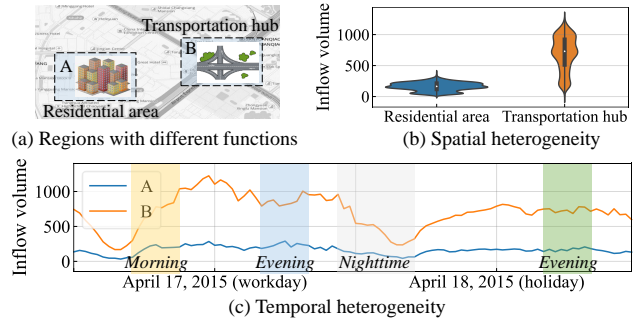 Transportation hub
B
A
Residential area
(a) Regions with different functions
Inflow volume
1000
500
0
Residential area
Transportation hub
(b) Spatial heterogeneity
Inflow volume
1000
500
0
A
B
Morning
Evening
Nighttime
Evening
April 17, 2015 (workday)
April 18, 2015 (holiday)
(c) Temporal heterogeneity